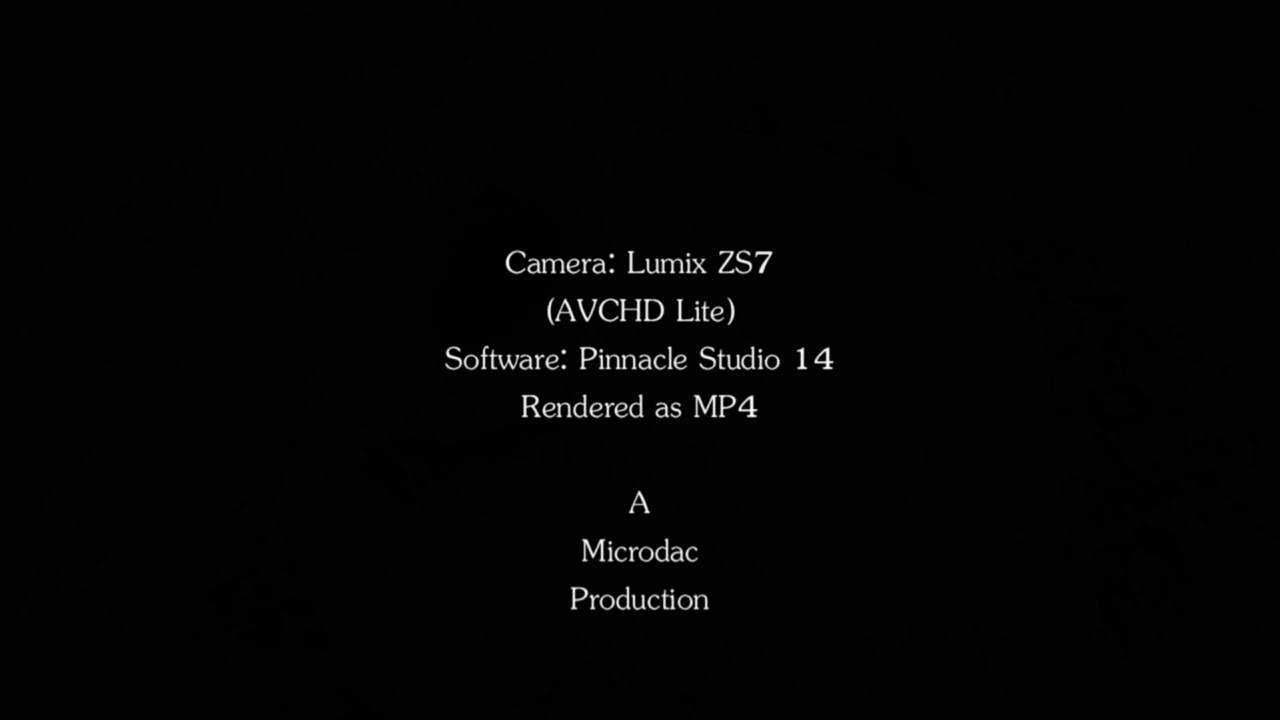 Camera: Lumix ZS7
(AVCHD Lite)
Software: Pinnacle Studio 14
Rendered as MP4
A
Microdac
Production